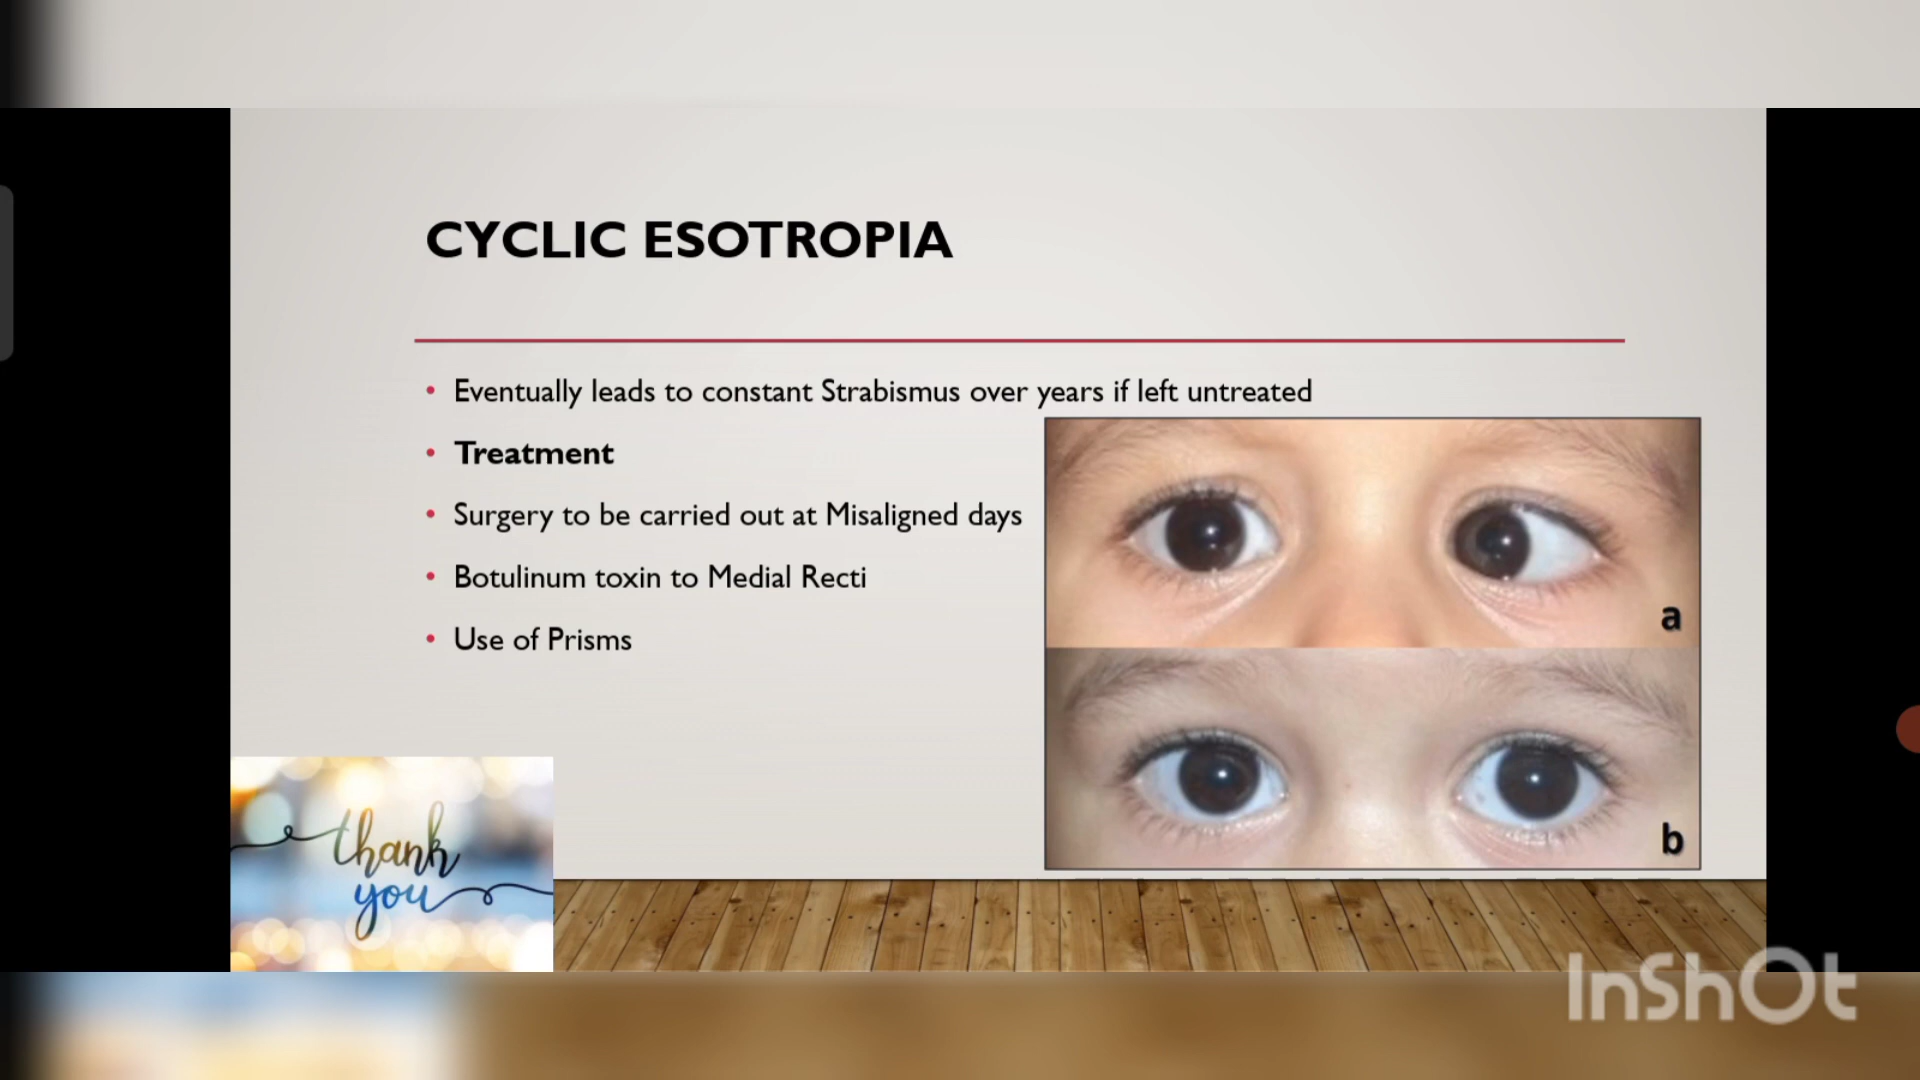 CYCLIC ESOTROPIA
• Eventually leads to constant Strabismus over years if left untreated
• Treatment
• Surgery to be carried out at Misaligned days
• Botulinum toxin to Medial Recti
• Use of Prisms
a
b
thank
you
InShOt